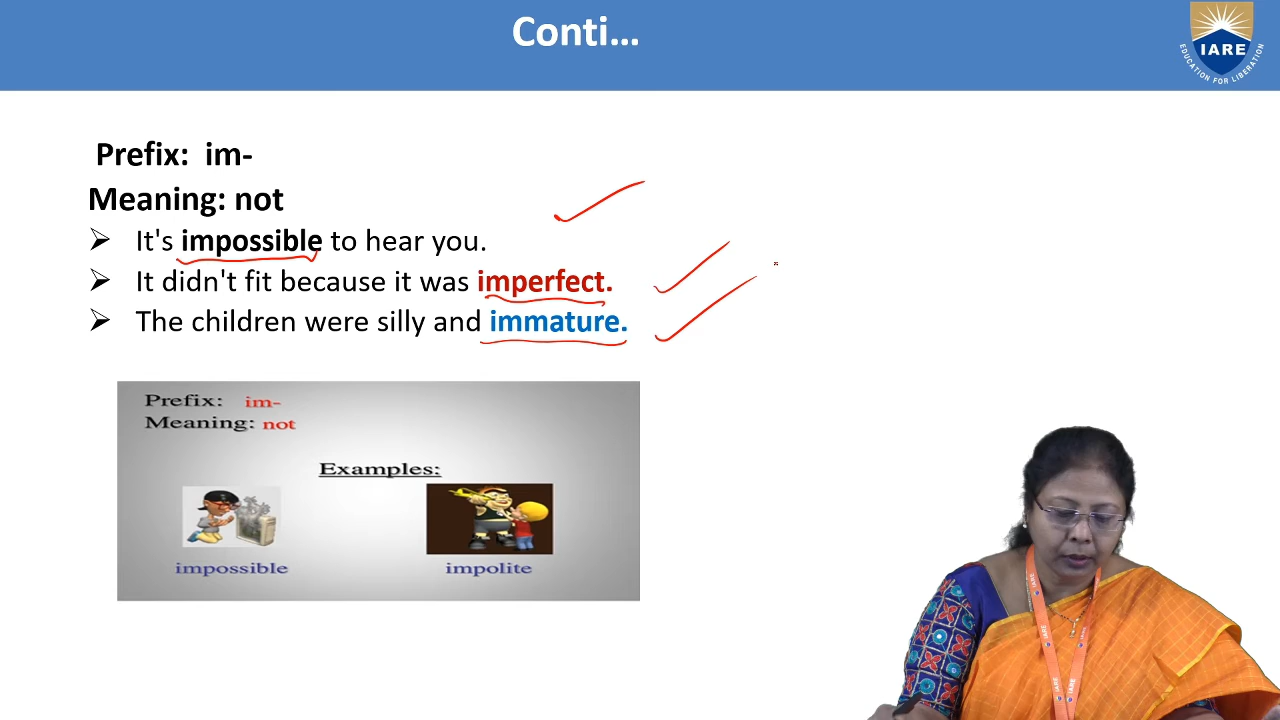 Conti...
IARE
EDUCATION FOR LIBERATION
Prefix: im-
Meaning: not
➢ It's impossible to hear you.
➢ It didn't fit because it was imperfect.
➢ The children were silly and immature.
Prefix: im-
Meaning: not
Examples:
impossible impolite
IARE